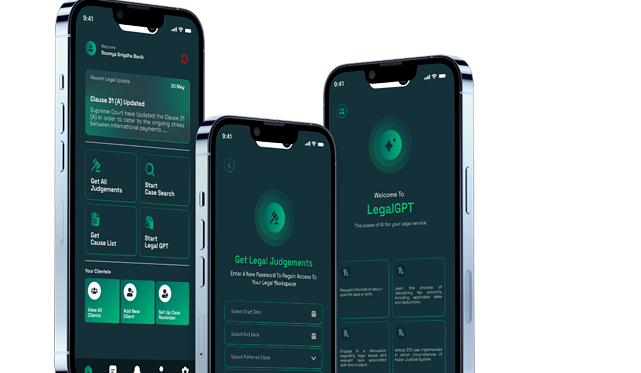 9:41
Welcome
Soumya Snigdha Banik
Recent Legal Update
20 May
Clause 31 (A) Updated
Supreme Court have Updated the Clause 31
(A) in order to cater to the ongoing stress
between international payments ....
Get All
Judgements
Start
Case Search
Get
Cause List
Start
Legal GPT
Your Clientele
View All
Clients
Add New
Client
Set Up Case
Reminder
9:41
Get Legal Judgements
Enter A New Password To Regain Access To
Your Legal Workspace
Select Start Date
Select End Date
Select Preferred State
9:41
Welcome To
LegalGPT
The power of AI for your Legal service
Request information about
specific laws or acts.
Learn the process of
calculating tax amounts,
including applicable rates
and deductions.
Engage in a discussion
regarding legal issues and
relevant laws associated
with the incident.
Article 370 was implemented
in which circumstances of
Indian Judicial System